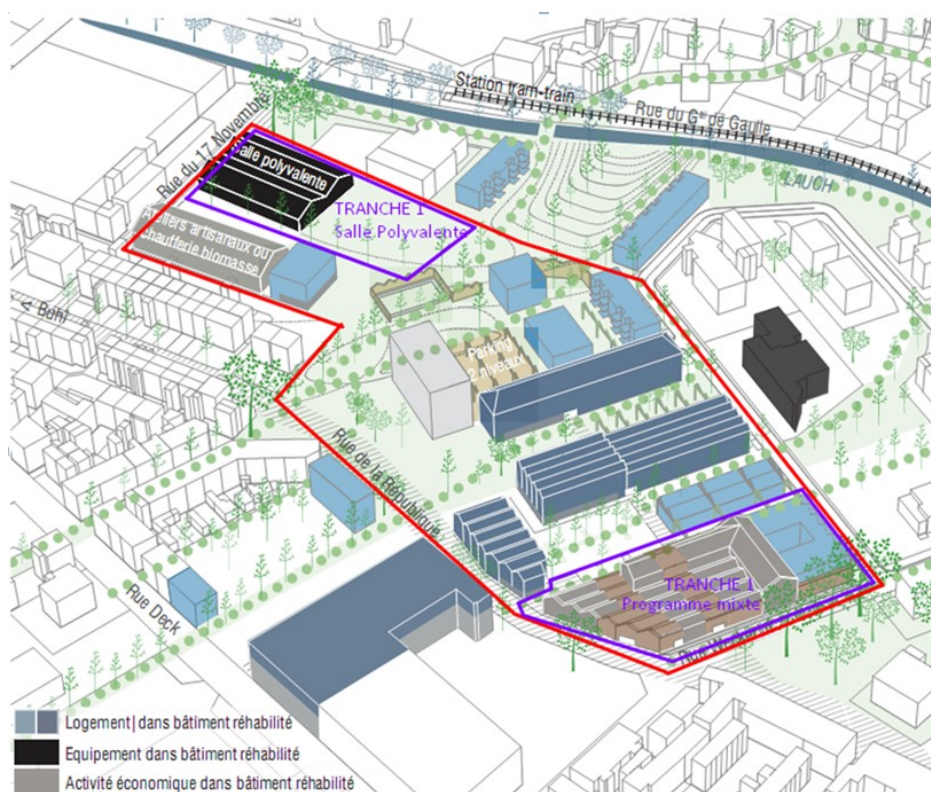 Station tram-train
Rue du Gal de Gaulle
LAUCH
Rue du 17 Novembre
Salle polyvalente
TRANCHE 1
Salle Polyvalente
Ateliers artisanaux ou
chaufferie biomasse
< Buhl
Parking
2 niveaux
Rue de la République
Rue Deck
TRANCHE 1
Programme mixte
Rue
Logement | dans bâtiment réhabilité
Equipement dans bâtiment réhabilité
Activité économique dans bâtiment réhabilité